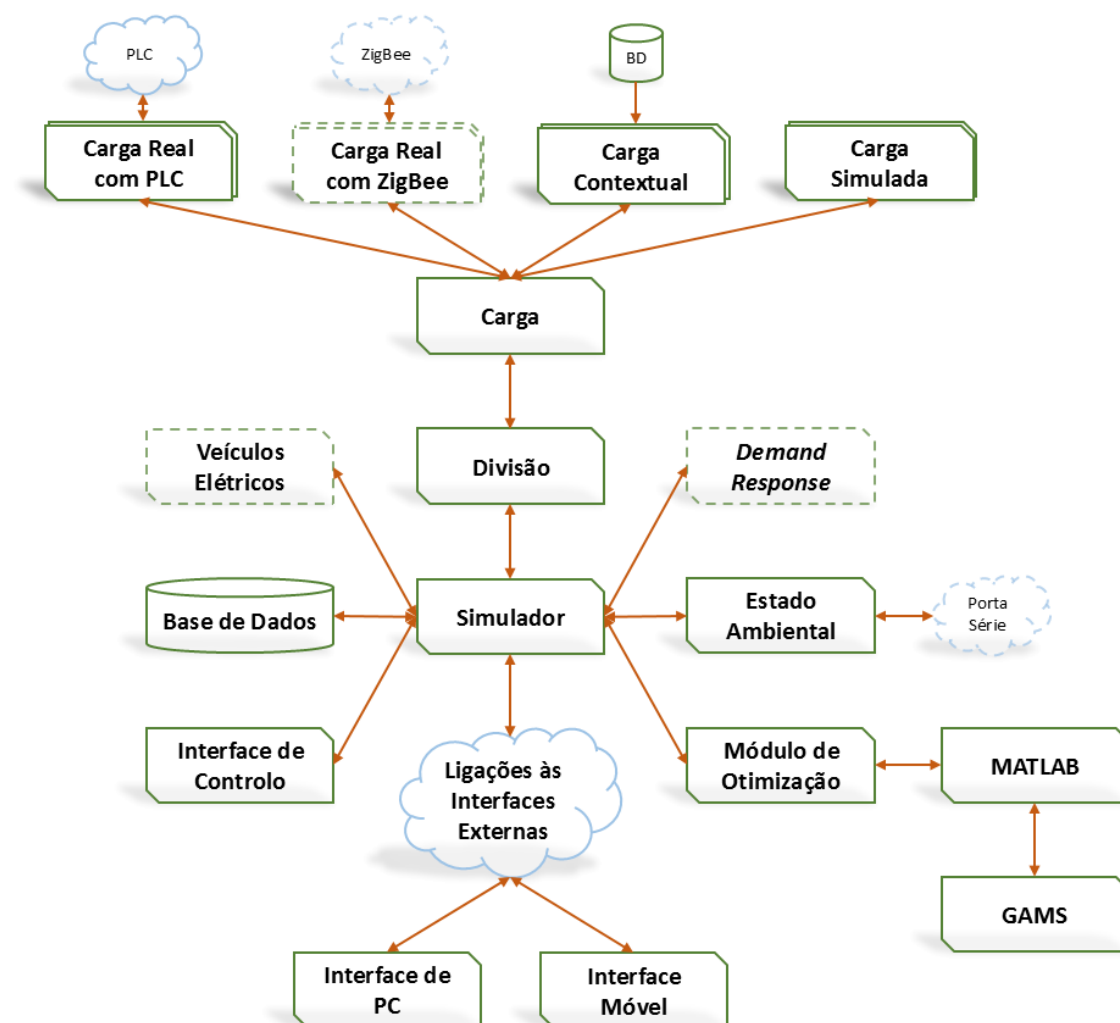 PLC
ZigBee
BD
Carga Real
com PLC
Carga Real
com ZigBee
Carga
Contextual
Carga
Simulada
Carga
Veículos
Elétricos
Divisão
Demand
Response
Base de Dados
Simulador
Estado
Ambiental
Porta
Série
Interface de
Controlo
Ligações às
Interfaces
Externas
Módulo de
Otimização
MATLAB
GAMS
Interface de
PC
Interface
Móvel